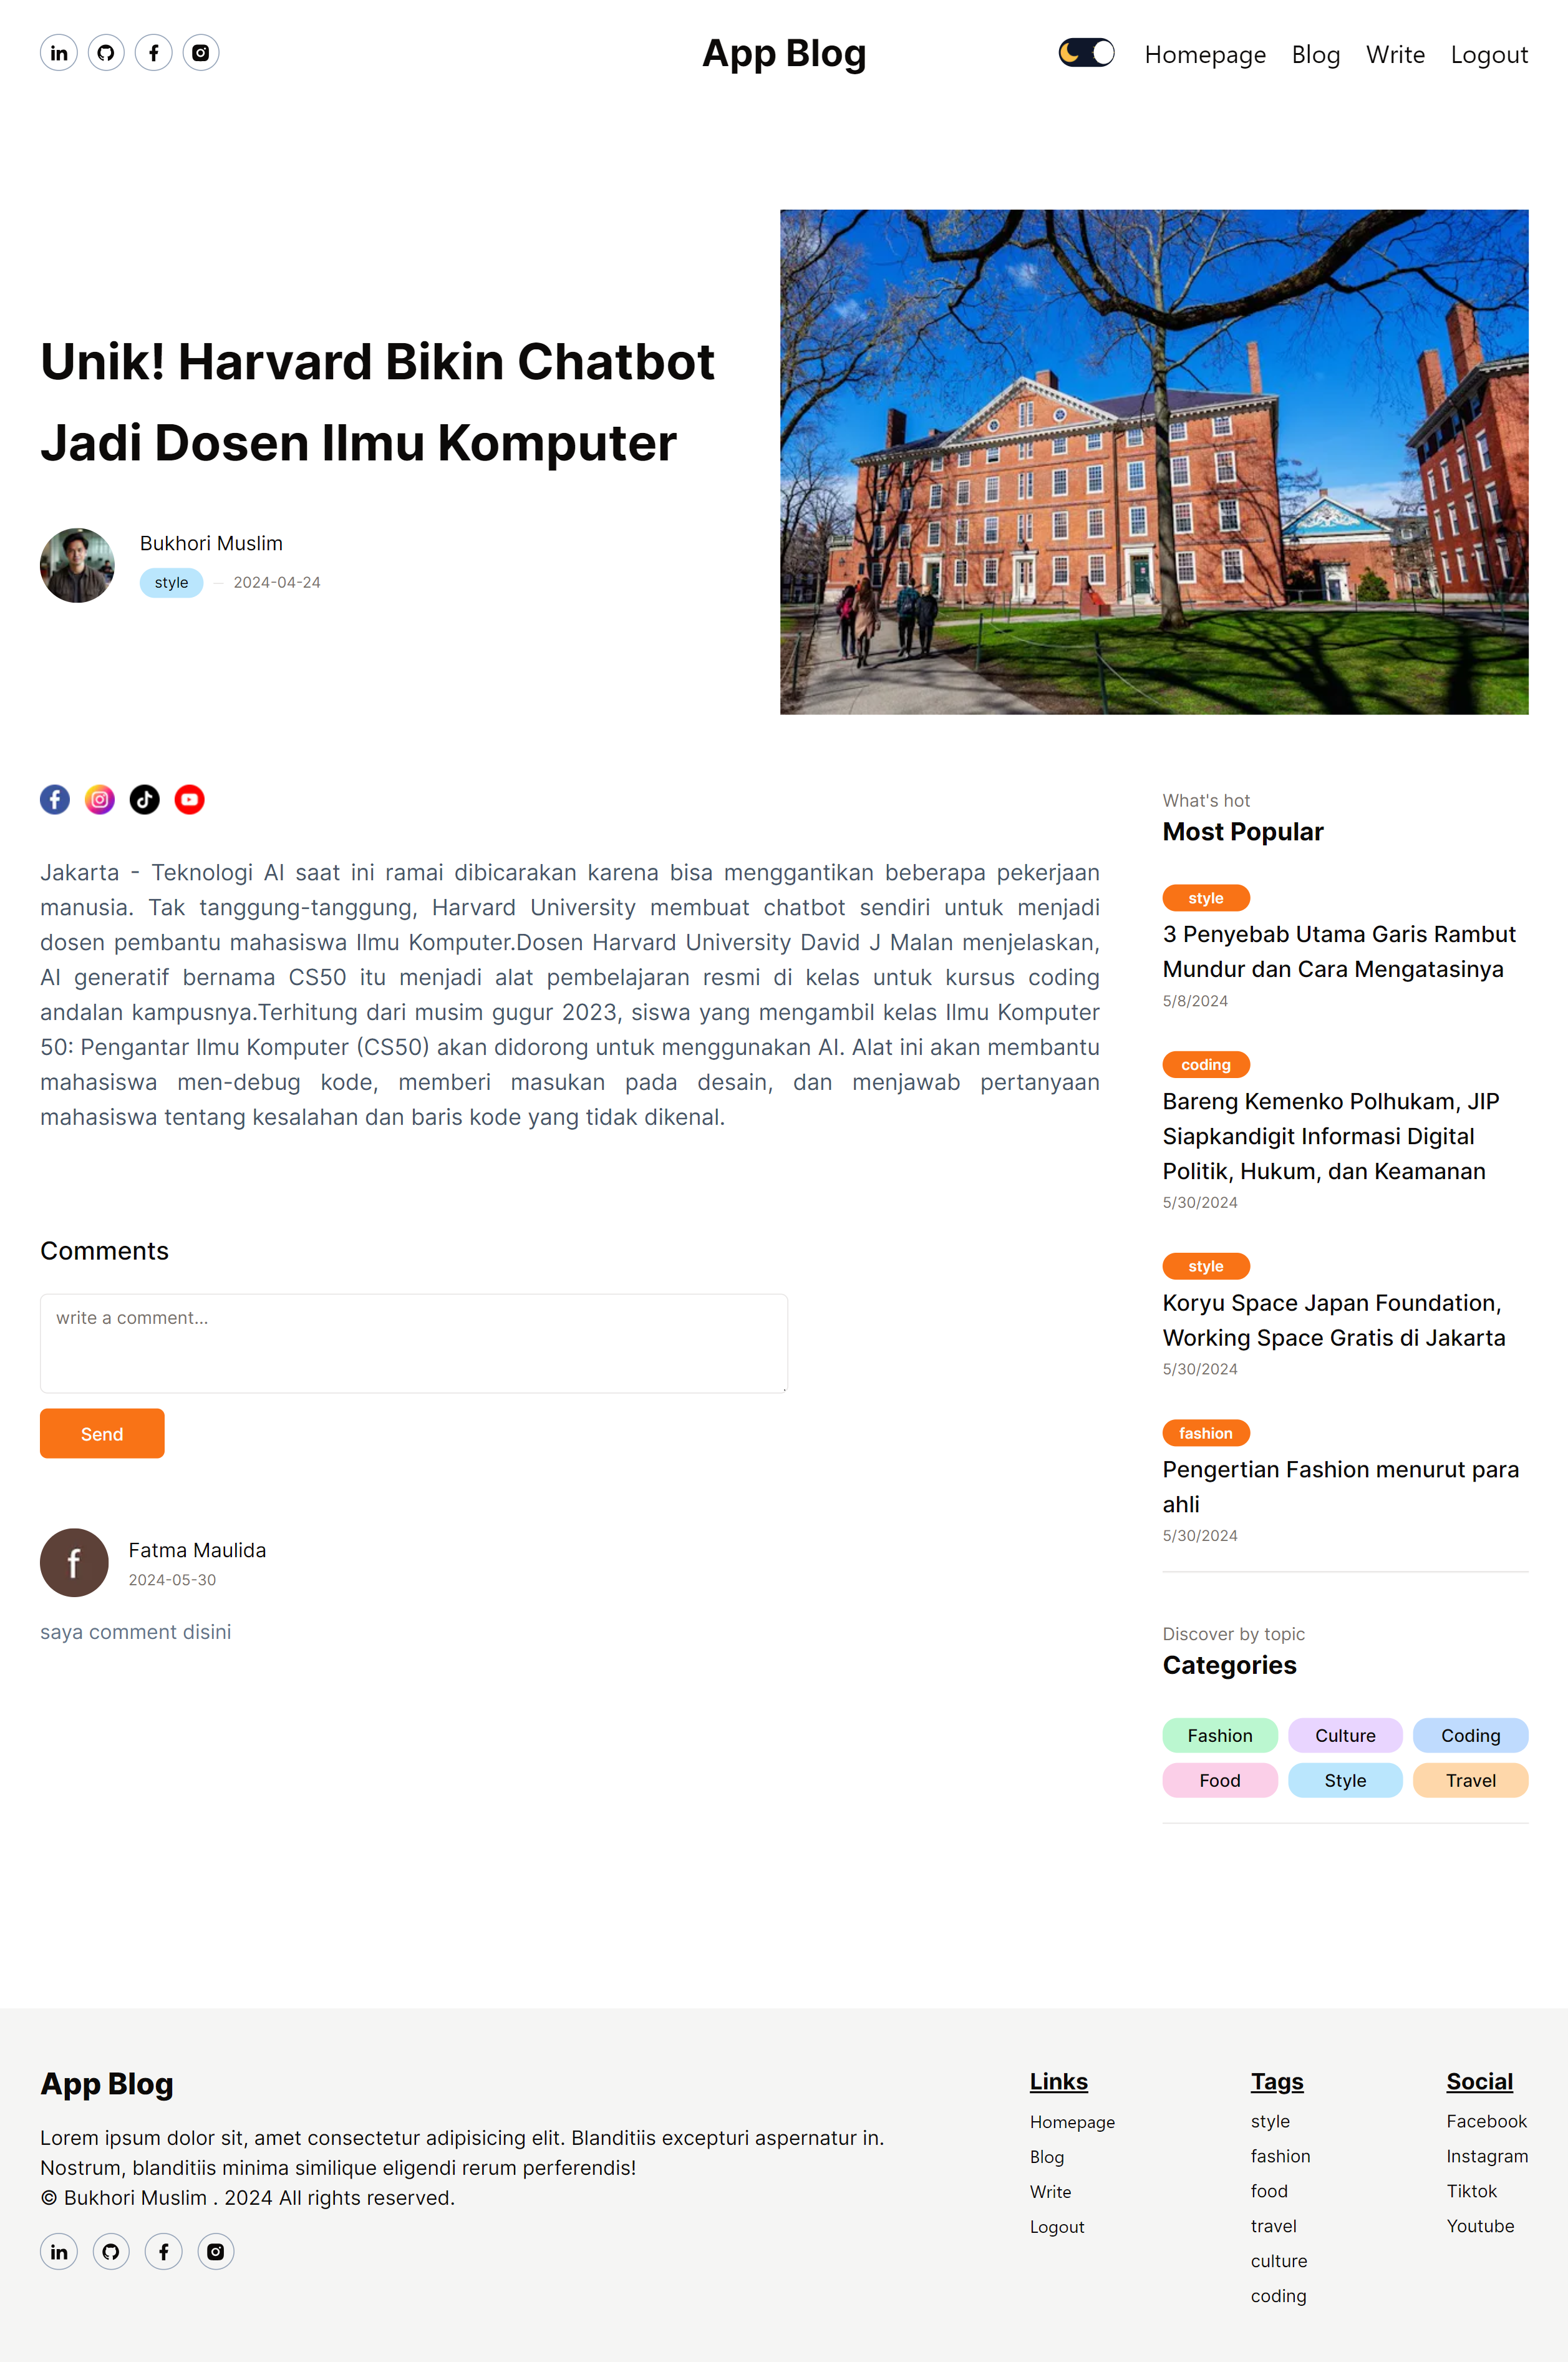 App Blog
Homepage Blog Write Logout
Unik! Harvard Bikin Chatbot
Jadi Dosen Ilmu Komputer
Bukhori Muslim
style — 2024-04-24
Jakarta - Teknologi AI saat ini ramai dibicarakan karena bisa menggantikan beberapa pekerjaan
manusia. Tak tanggung-tanggung, Harvard University membuat chatbot sendiri untuk menjadi
dosen pembantu mahasiswa Ilmu Komputer.Dosen Harvard University David J Malan menjelaskan,
AI generatif bernama CS50 itu menjadi alat pembelajaran resmi di kelas untuk kursus coding
andalan kampusnya.Terhitung dari musim gugur 2023, siswa yang mengambil kelas Ilmu Komputer
50: Pengantar Ilmu Komputer (CS50) akan didorong untuk menggunakan AI. Alat ini akan membantu
mahasiswa men-debug kode, memberi masukan pada desain, dan menjawab pertanyaan
mahasiswa tentang kesalahan dan baris kode yang tidak dikenal.
Comments
write a comment...
Send
f
Fatma Maulida
2024-05-30
saya comment disini
What's hot
Most Popular
style
3 Penyebab Utama Garis Rambut
Mundur dan Cara Mengatasinya
5/8/2024
coding
Bareng Kemenko Polhukam, JIP
Siapkandigit Informasi Digital
Politik, Hukum, dan Keamanan
5/30/2024
style
Koryu Space Japan Foundation,
Working Space Gratis di Jakarta
5/30/2024
fashion
Pengertian Fashion menurut para
ahli
5/30/2024
Discover by topic
Categories
Fashion Culture Coding
Food Style Travel
App Blog
Lorem ipsum dolor sit, amet consectetur adipisicing elit. Blanditiis excepturi aspernatur in.
Nostrum, blanditiis minima similique eligendi rerum perferendis!
© Bukhori Muslim . 2024 All rights reserved.
Links
Homepage
Blog
Write
Logout
Tags
style
fashion
food
travel
culture
coding
Social
Facebook
Instagram
Tiktok
Youtube